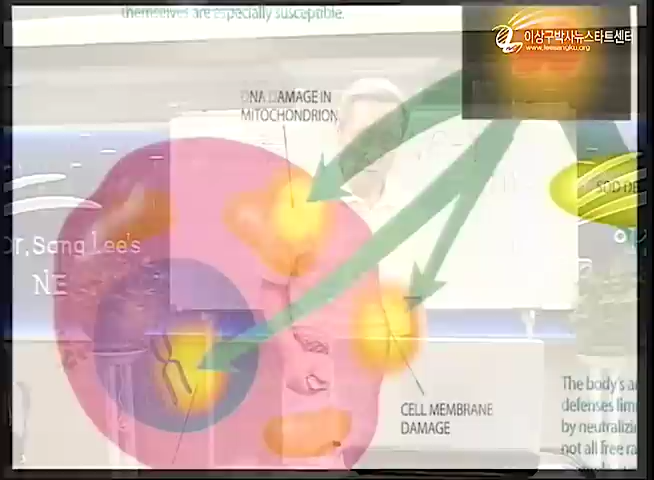 themselves are especially susceptible.
이상구박사뉴스타트센터
www.leesangku.org
DNA DAMAGE IN
MITOCHONDRION
SOD DE
Dr, Sang Lee's
NE
CELL MEMBRANE
DAMAGE
The body's a
defenses lim
by neutralizi
not all free ra